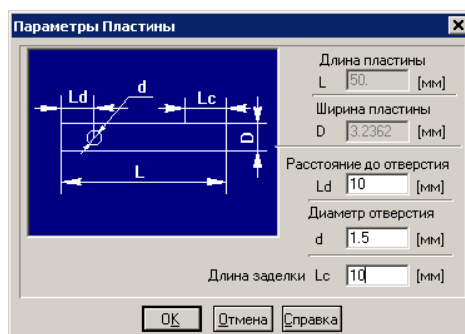 Параметры Пластины
Длина пластины
L 50. [мм]
Ширина пластины
D 3.2362 [мм]
Расстояние до отверстия
Ld 10 [мм]
Диаметр отверстия
d 1.5 [мм]
Длина заделки Lc 10 [мм]
Ld d Lc
D
L
OK Отмена Справка